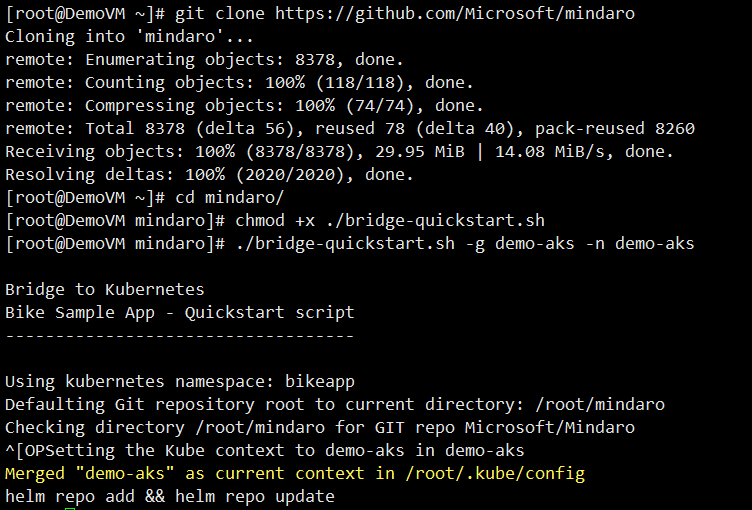 [root@DemoVM ~]# git clone https://github.com/Microsoft/mindaro
Cloning into 'mindaro'...
remote: Enumerating objects: 8378, done.
remote: Counting objects: 100% (118/118), done.
remote: Compressing objects: 100% (74/74), done.
remote: Total 8378 (delta 56), reused 78 (delta 40), pack-reused 8260
Receiving objects: 100% (8378/8378), 29.95 MiB | 14.08 MiB/s, done.
Resolving deltas: 100% (2020/2020), done.
[root@DemoVM ~]# cd mindaro/
[root@DemoVM mindaro]# chmod +x ./bridge-quickstart.sh
[root@DemoVM mindaro]# ./bridge-quickstart.sh -g demo-aks -n demo-aks
Bridge to Kubernetes
Bike Sample App - Quickstart script
-----------------------------------
Using kubernetes namespace: bikeapp
Defaulting Git repository root to current directory: /root/mindaro
Checking directory /root/mindaro for GIT repo Microsoft/Mindaro
^[OPSetting the Kube context to demo-aks in demo-aks
Merged "demo-aks" as current context in /root/.kube/config
helm repo add && helm repo update